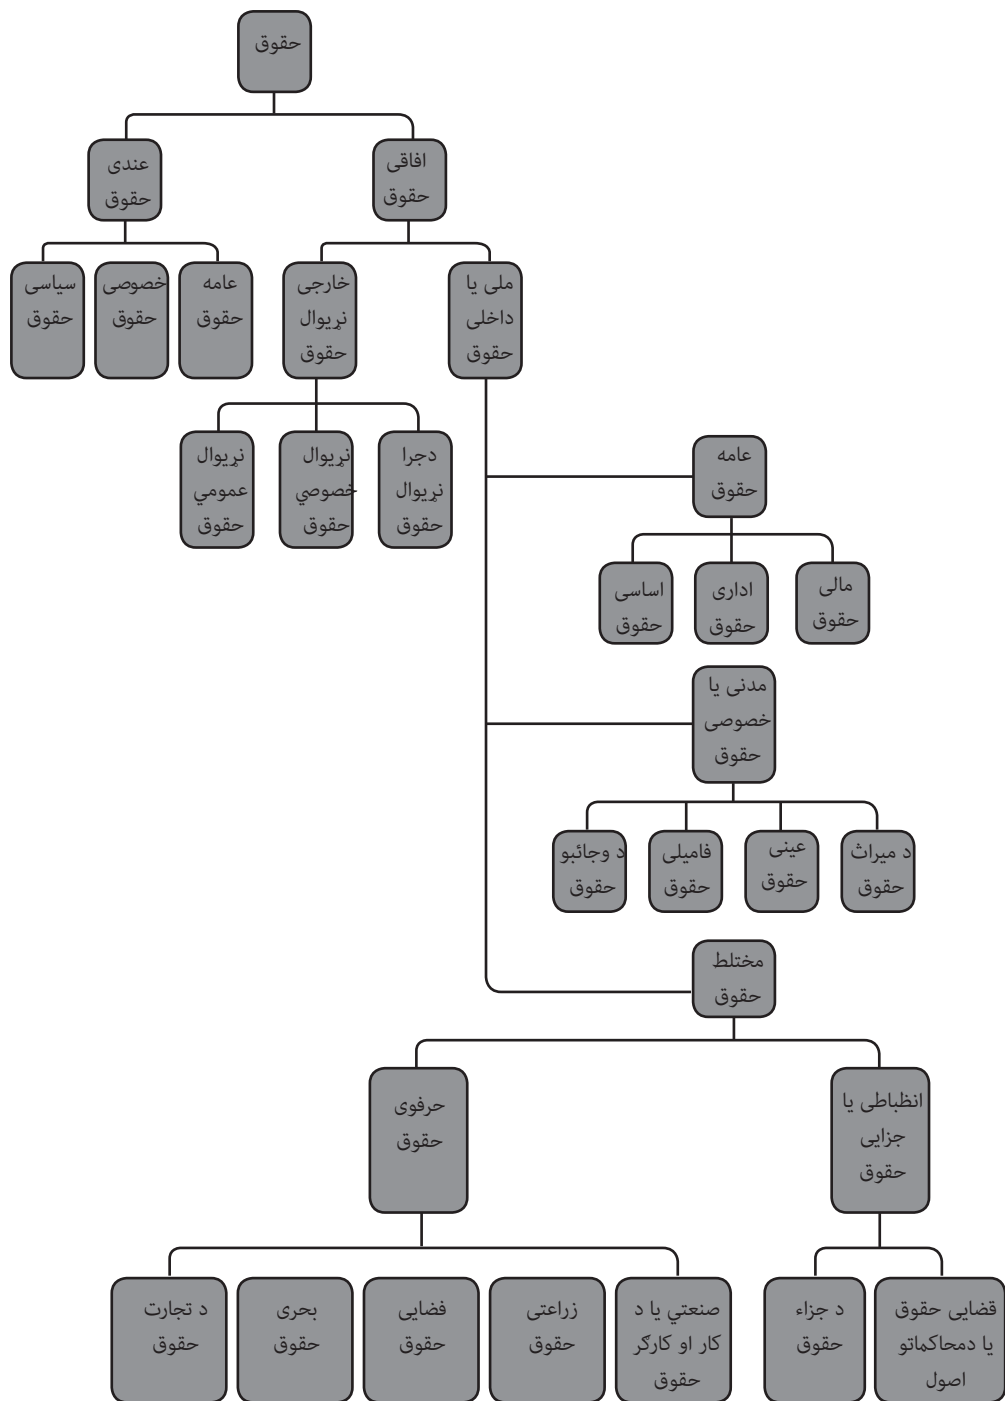 حقوق
افاقی
حقوق
عندی
حقوق
ملی یا
داخلی
حقوق
خارجی
نړیوال
حقوق
عامه
حقوق
خصوصی
حقوق
سیاسی
حقوق
دجرا
نړیوال
حقوق
نړیوال
خصوصي
حقوق
نړیوال
عمومي
حقوق
عامه
حقوق
مالی
حقوق
اداری
حقوق
اساسی
حقوق
مدنی یا
خصوصی
حقوق
د میراث
حقوق
عینی
حقوق
فامیلی
حقوق
د وجائبو
حقوق
مختلط
حقوق
انظباطی یا
جزایی
حقوق
حرفوی
حقوق
قضایی حقوق
یا دمحاکماتو
اصول
د جزاء
حقوق
صنعتي یا د
کار او کارګر
حقوق
زراعتی
حقوق
فضایی
حقوق
بحری
حقوق
د تجارت
حقوق